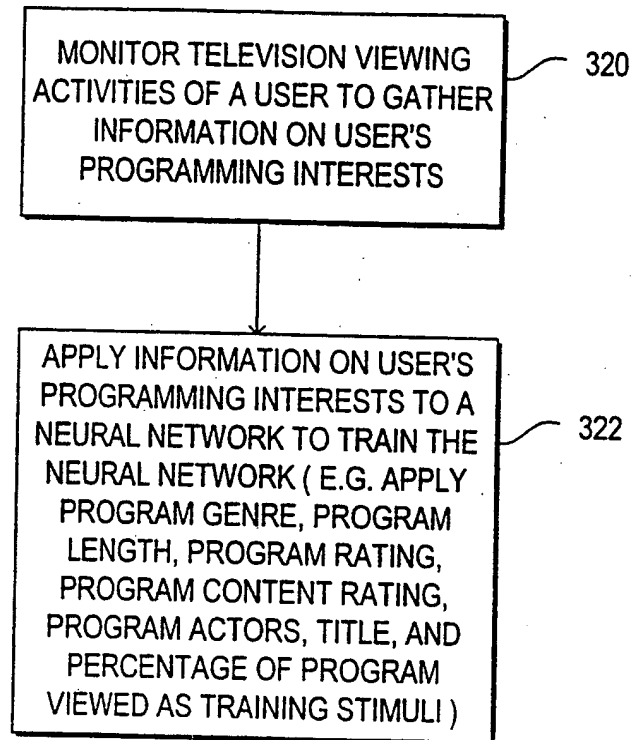 MONITOR TELEVISION VIEWING
ACTIVITIES OF A USER TO GATHER
INFORMATION ON USER'S
PROGRAMMING INTERESTS
320
APPLY INFORMATION ON USER'S
PROGRAMMING INTERESTS TO A
NEURAL NETWORK TO TRAIN THE
NEURAL NETWORK ( E.G. APPLY
PROGRAM GENRE, PROGRAM
LENGTH, PROGRAM RATING,
PROGRAM CONTENT RATING,
PROGRAM ACTORS, TITLE, AND
PERCENTAGE OF PROGRAM
VIEWED AS TRAINING STIMULI )
322